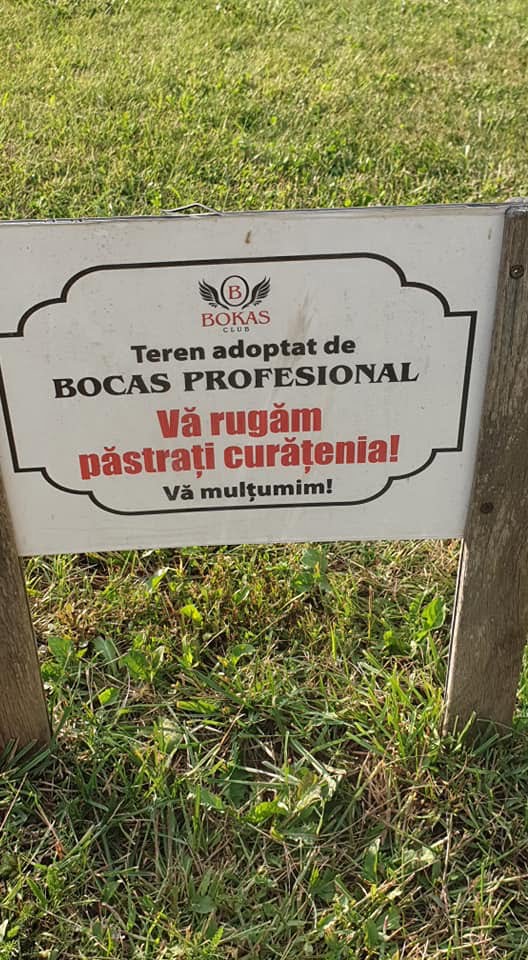 B
BOKAS
CLUB
Teren adoptat de
BOCAS PROFESIONAL
Vă rugăm
păstrați curățenia!
Vă mulțumim!